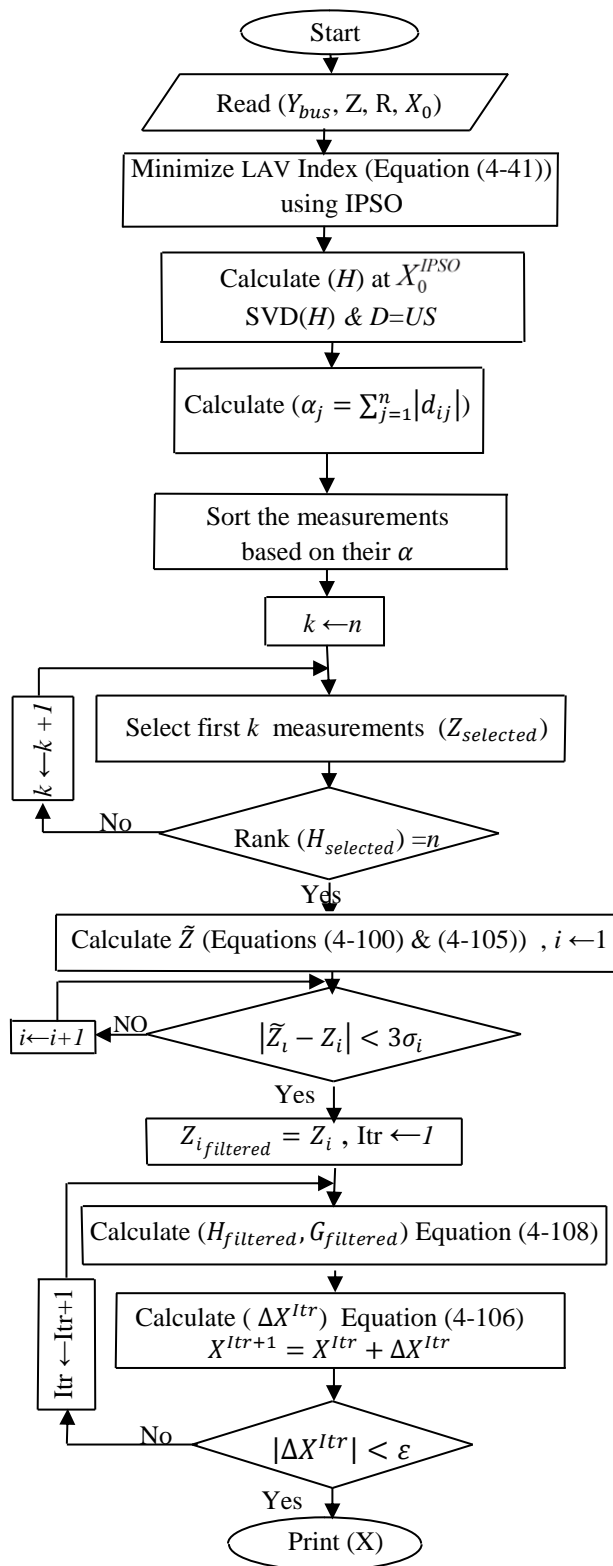 Start
Read (Y_bus, Z, R, X_0)
Minimize LAV Index (Equation (4-41))
using IPSO
Calculate (H) at X_0^IPSO
SVD(H) & D=US
Calculate (α_j = ∑_{j=1}^n |d_ij|)
Sort the measurements
based on their α
k ←n
Select first k measurements (Z_selected)
k ←k + 1
No
Rank (H_selected) =n
Yes
Calculate Z̃ (Equations (4-100) & (4-105)) , i ←1
i←i+1
NO
|Z̃_ι − Z_i| < 3σ_i
Yes
Z_i_filtered = Z_i , Itr ←1
Calculate (H_filtered, G_filtered) Equation (4-108)
Itr ←Itr+1
Calculate ( ΔX^Itr) Equation (4-106)
X^Itr+1 = X^Itr + ΔX^Itr
No
|ΔX^Itr| < ε
Yes
Print (X)